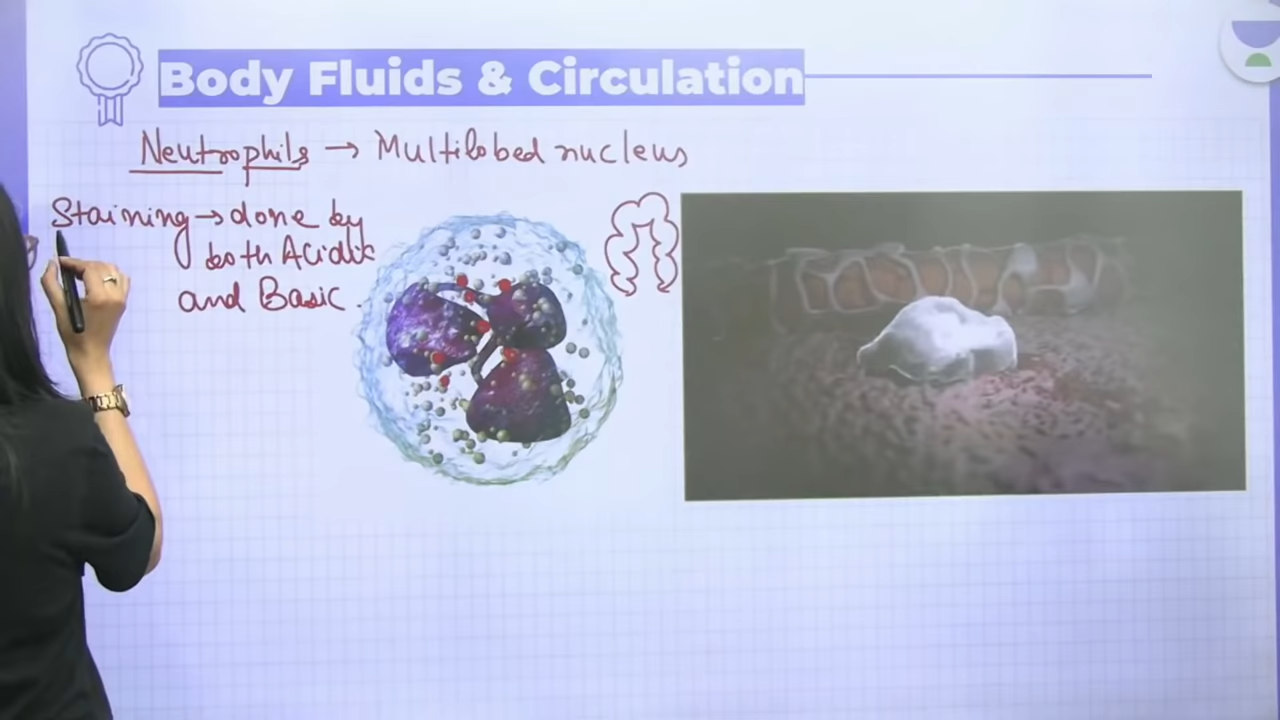 Body Fluids & Circulation
Neutrophils → Multilobed nucleus
Staining → done by
both Acidic
and Basic.